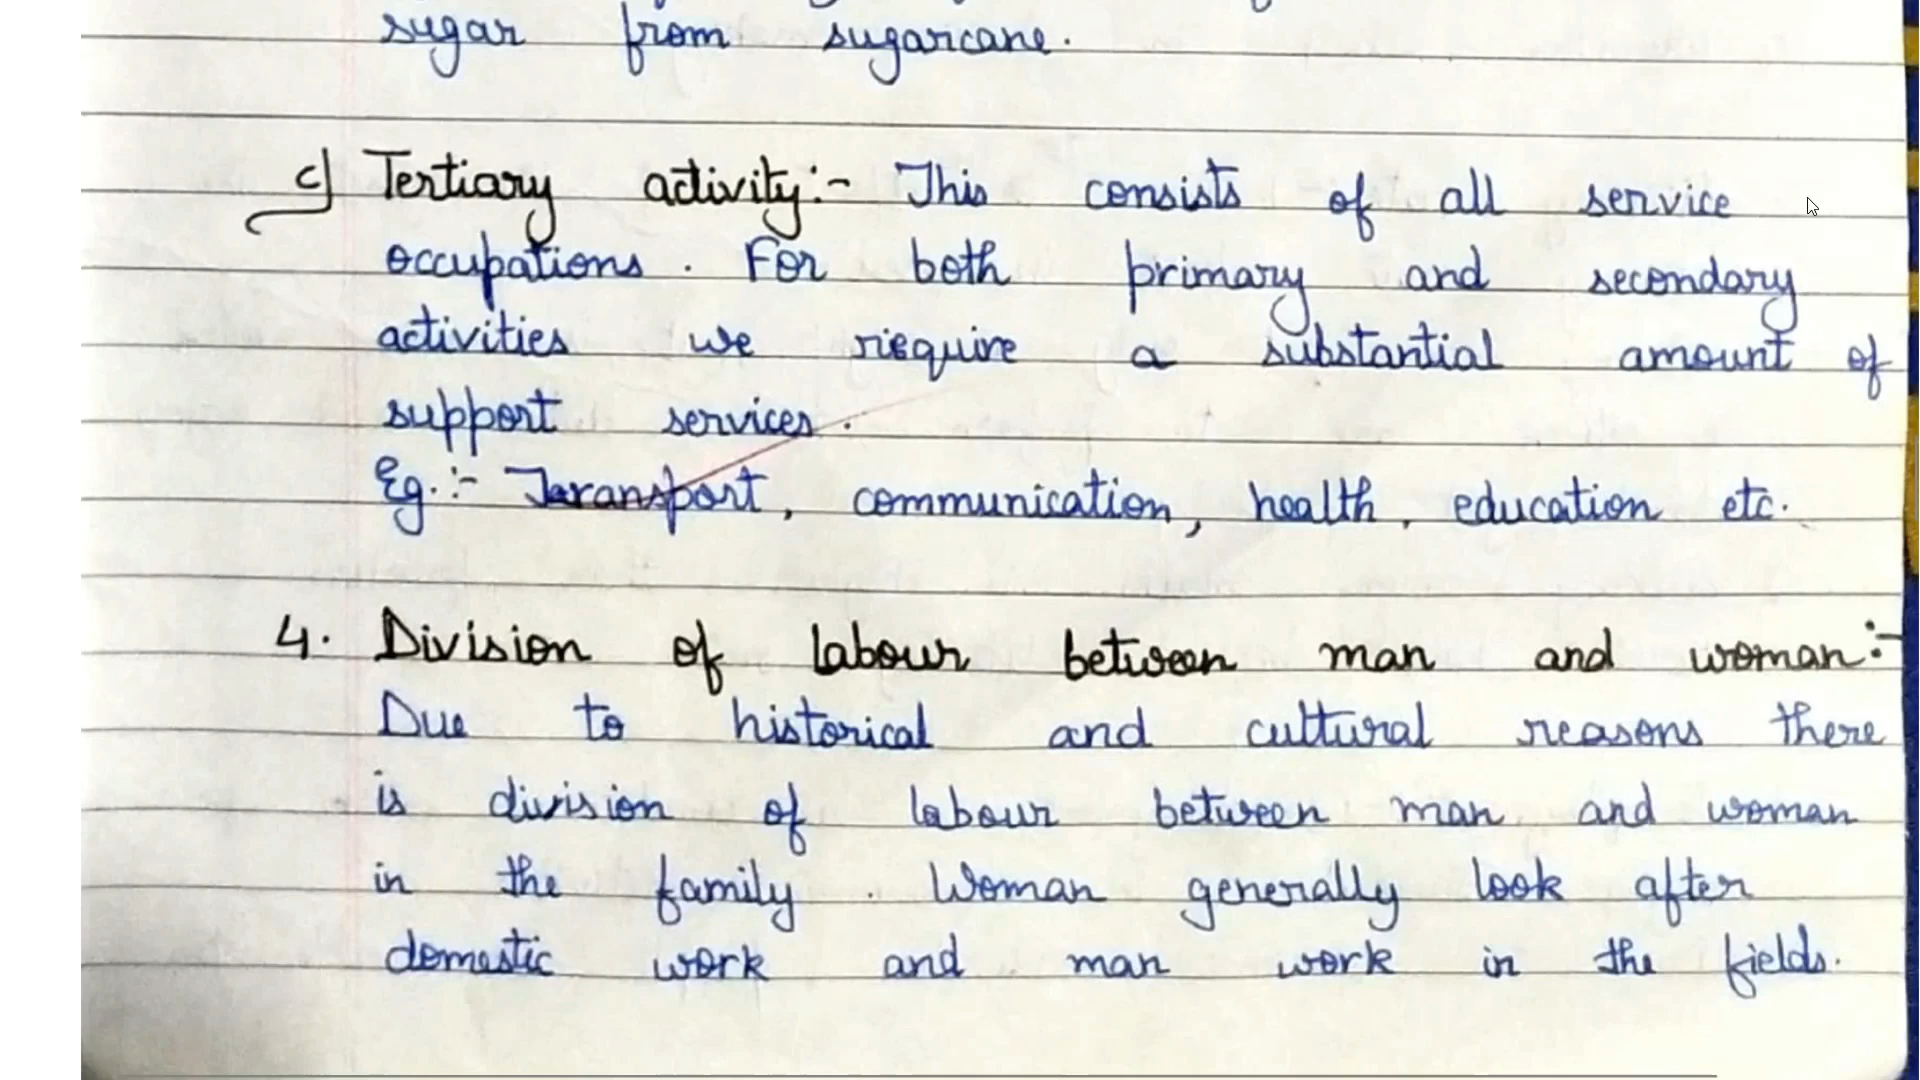 sugar from sugarcane.
c) Tertiary activity:- This consists of all service
occupations. For both primary and secondary
activities we require a substantial amount of
support services.
Eg.:- Transport, communication, health, education etc.
4. Division of labour between man and woman:-
Due to historical and cultural reasons there
is division of labour between man and woman
in the family. Woman generally look after
domestic work and man work in the fields.